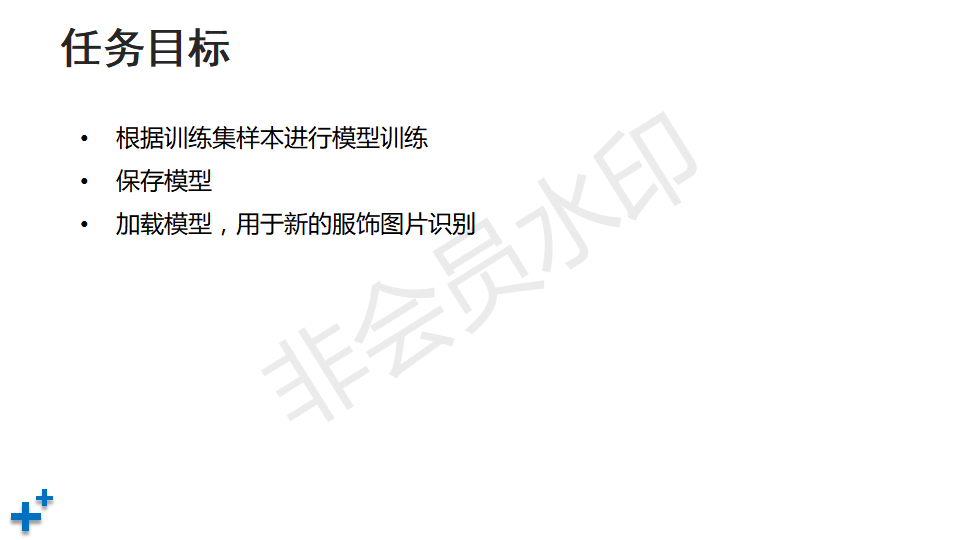 任务目标
• 根据训练集样本进行模型训练
• 保存模型
• 加载模型，用于新的服饰图片识别
非会员水印